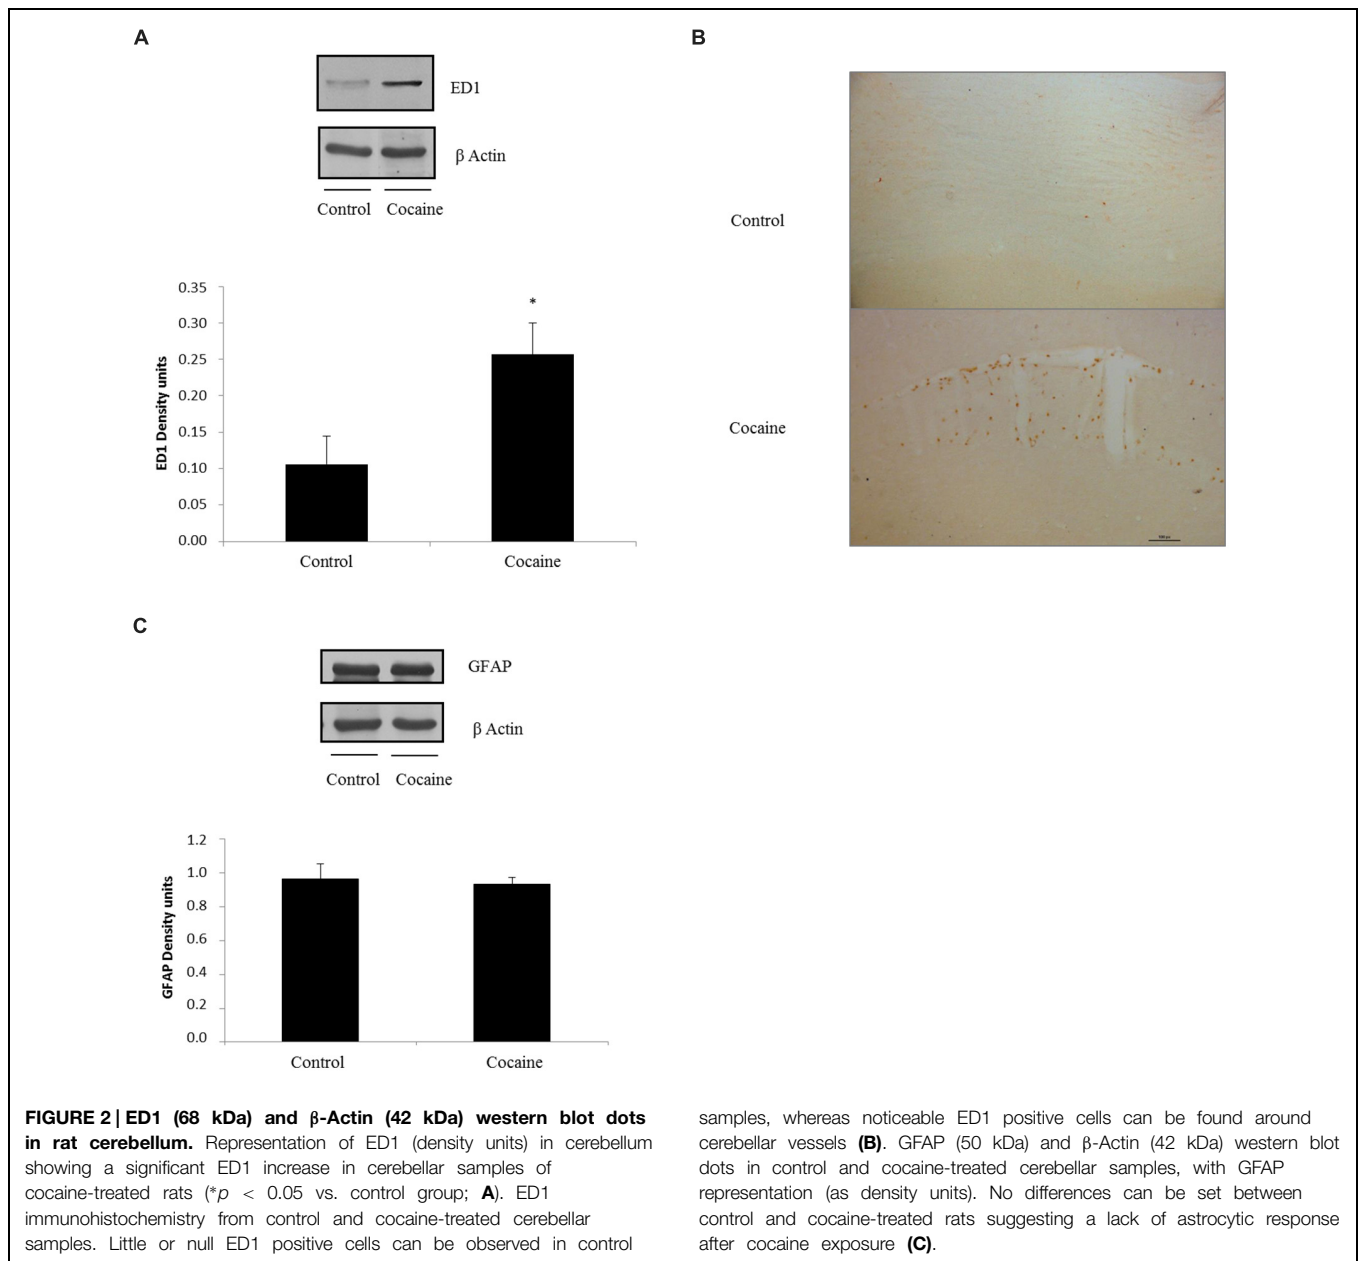 A
ED1
β Actin
Control Cocaine
0.35
0.30
0.25
0.20
0.15
0.10
0.05
0.00
ED1 Density units
*
Control Cocaine
B
Control
Cocaine
C
GFAP
β Actin
Control Cocaine
1.2
1.0
0.8
0.6
0.4
0.2
0.0
GFAP Density units
Control Cocaine
FIGURE 2 | ED1 (68 kDa) and β-Actin (42 kDa) western blot dots
in rat cerebellum. Representation of ED1 (density units) in cerebellum
showing a significant ED1 increase in cerebellar samples of
cocaine-treated rats (*p < 0.05 vs. control group; A). ED1
immunohistochemistry from control and cocaine-treated cerebellar
samples. Little or null ED1 positive cells can be observed in control
samples, whereas noticeable ED1 positive cells can be found around
cerebellar vessels (B). GFAP (50 kDa) and β-Actin (42 kDa) western blot
dots in control and cocaine-treated cerebellar samples, with GFAP
representation (as density units). No differences can be set between
control and cocaine-treated rats suggesting a lack of astrocytic response
after cocaine exposure (C).